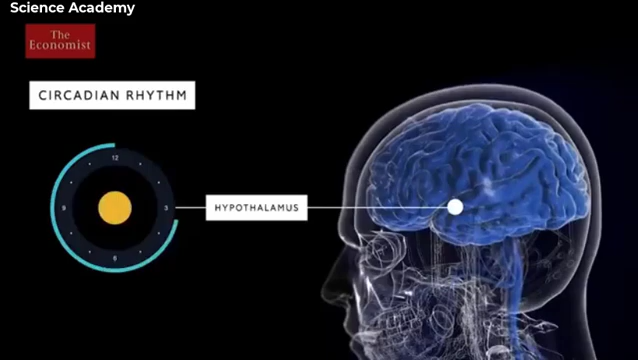 Science Academy
The
Economist
CIRCADIAN RHYTHM
12
9
3
HYPOTHALAMUS
6